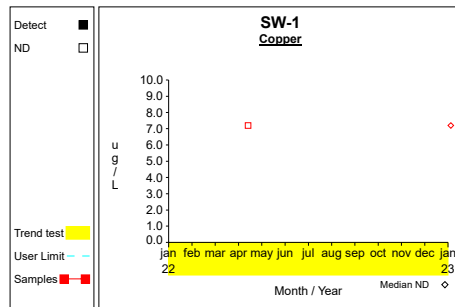 Detect
ND
Trend test
User Limit
Samples
SW-1
Copper
ug/L
10.0
9.0
8.0
7.0
6.0
5.0
4.0
3.0
2.0
1.0
0.0
jan feb mar apr may jun jul aug sep oct nov dec jan
22 23
Month / Year
Median ND